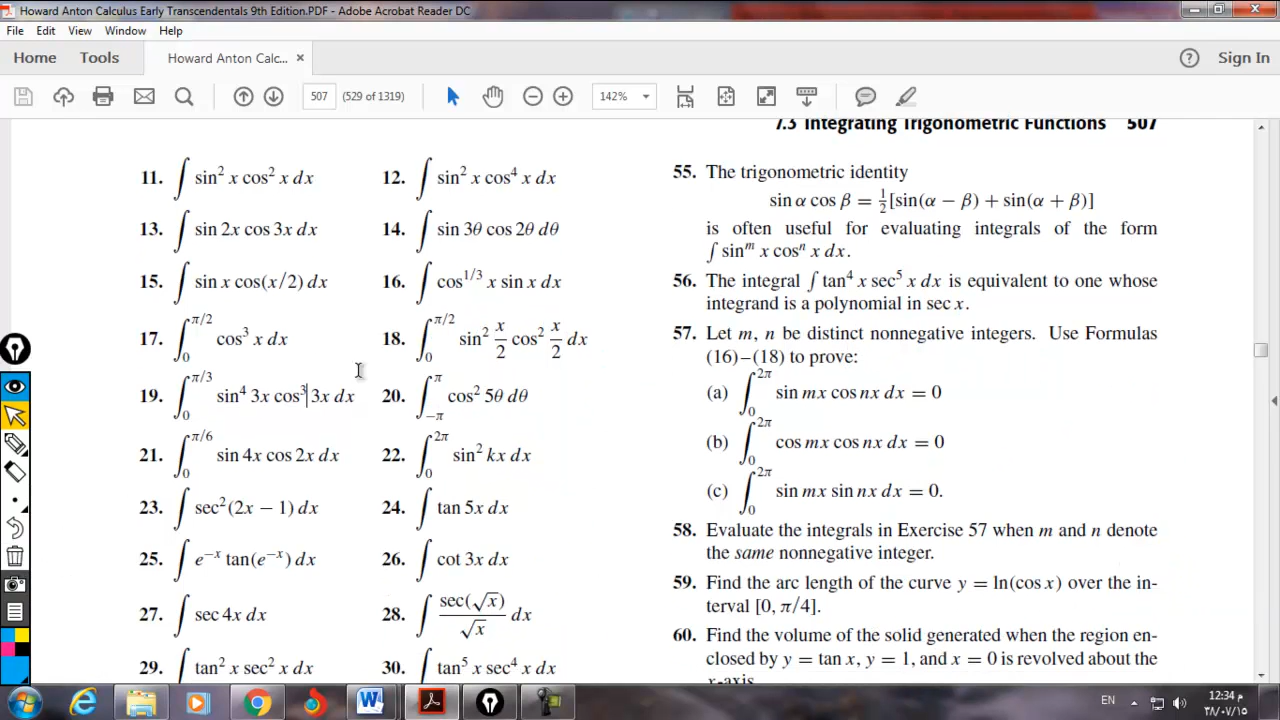 Howard Anton Calculus Early Transcendentals 9th Edition.PDF - Adobe Acrobat Reader DC
File Edit View Window Help
Home Tools Howard Anton Calc... × ? Sign In
507 (529 of 1319) 142%
7.3 Integrating Trigonometric Functions 507
11. ∫ sin² x cos² x dx
12. ∫ sin² x cos⁴ x dx
13. ∫ sin 2x cos 3x dx
14. ∫ sin 3θ cos 2θ dθ
15. ∫ sin x cos(x/2) dx
16. ∫ cos^{1/3} x sin x dx
17. ∫_0^{π/2} cos³ x dx
18. ∫_0^{π/2} sin² x/2 cos² x/2 dx
19. ∫_0^{π/3} sin⁴ 3x cos³ 3x dx
20. ∫_{−π}^{π} cos² 5θ dθ
21. ∫_0^{π/6} sin 4x cos 2x dx
22. ∫_0^{2π} sin² kx dx
23. ∫ sec²(2x − 1) dx
24. ∫ tan 5x dx
25. ∫ e^{−x} tan(e^{−x}) dx
26. ∫ cot 3x dx
27. ∫ sec 4x dx
28. ∫ sec(√x)/√x dx
29. ∫ tan² x sec² x dx
30. ∫ tan⁵ x sec⁴ x dx
55. The trigonometric identity
sin α cos β = ½[sin(α − β) + sin(α + β)]
is often useful for evaluating integrals of the form
∫ sin^m x cos^n x dx.
56. The integral ∫ tan⁴ x sec⁵ x dx is equivalent to one whose
integrand is a polynomial in sec x.
57. Let m, n be distinct nonnegative integers. Use Formulas
(16)–(18) to prove:
(a) ∫_0^{2π} sin mx cos nx dx = 0
(b) ∫_0^{2π} cos mx cos nx dx = 0
(c) ∫_0^{2π} sin mx sin nx dx = 0.
58. Evaluate the integrals in Exercise 57 when m and n denote
the same nonnegative integer.
59. Find the arc length of the curve y = ln(cos x) over the in-
terval [0, π/4].
60. Find the volume of the solid generated when the region en-
closed by y = tan x, y = 1, and x = 0 is revolved about the
x-axis.
EN 12:34 م
٣٨/٠٧/١٥